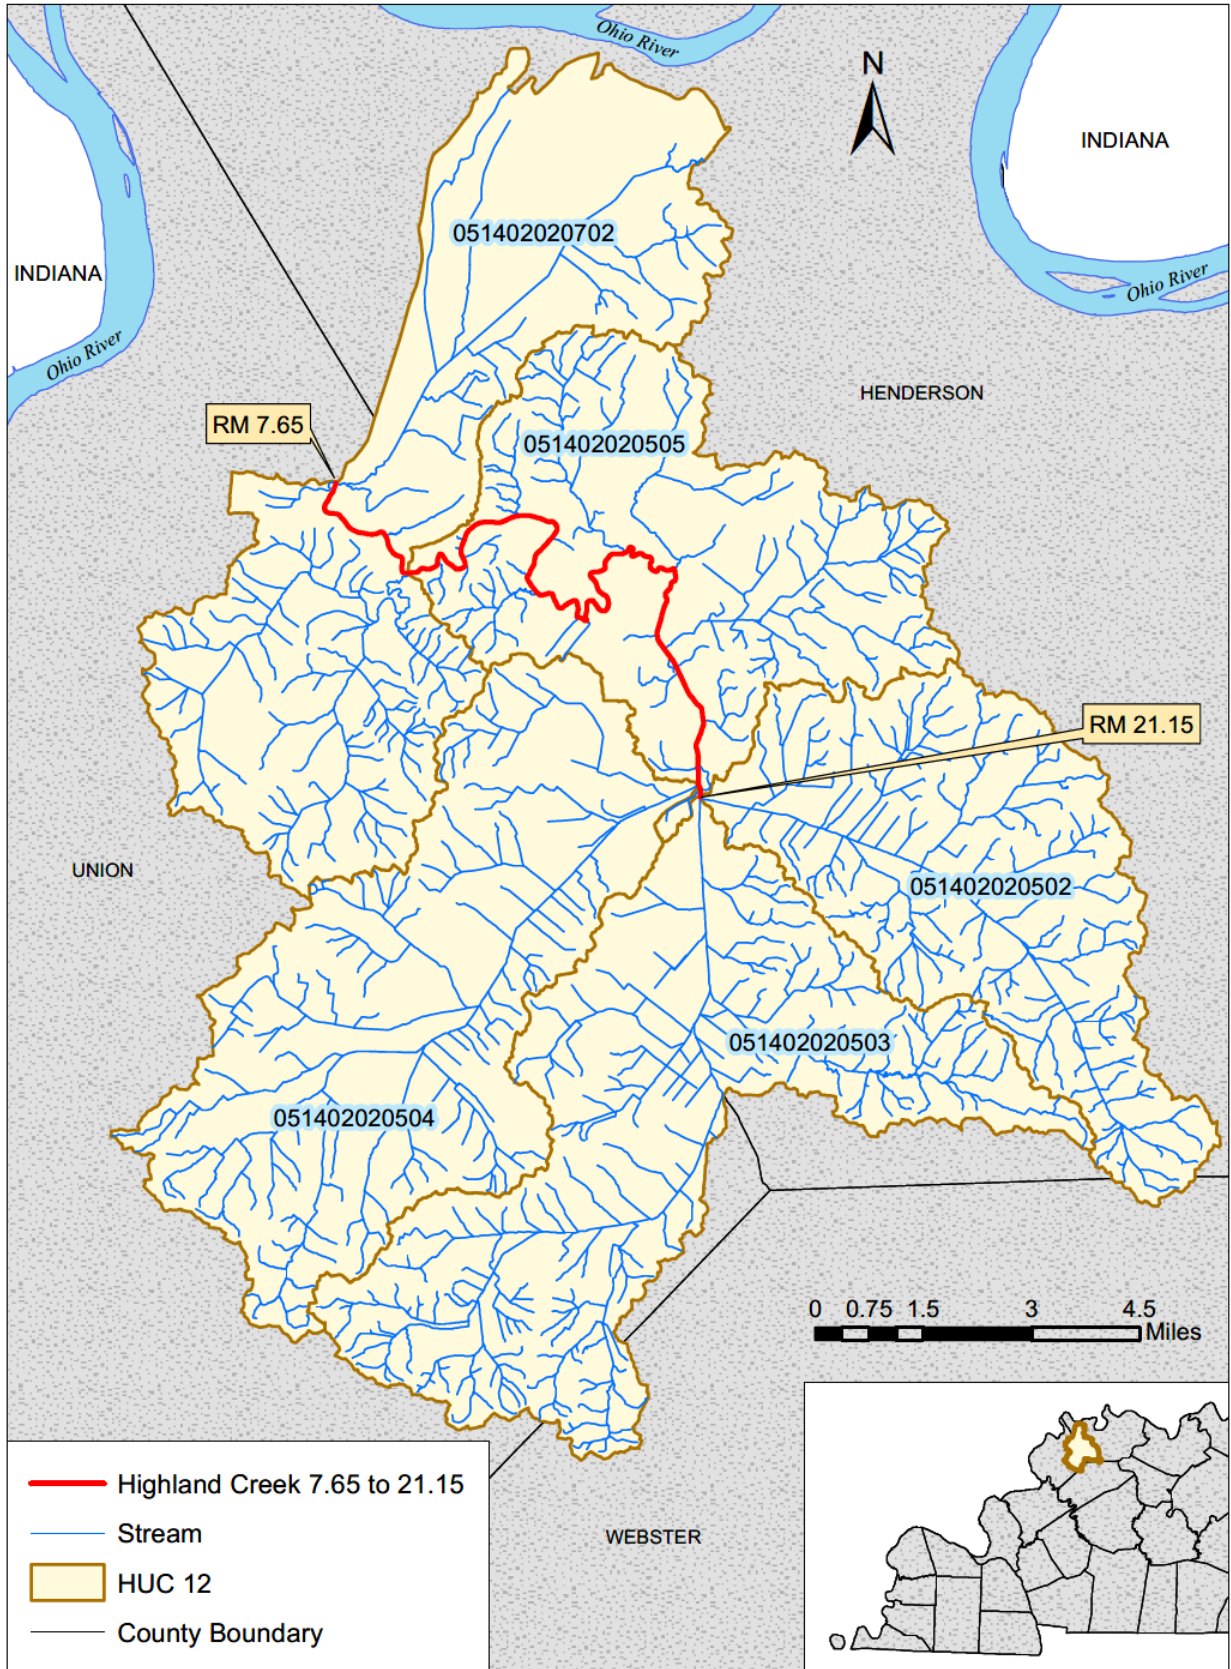 Ohio River
N
INDIANA
051402020702
INDIANA
Ohio River
Ohio River
HENDERSON
RM 7.65
051402020505
RM 21.15
UNION
051402020502
051402020503
051402020504
0 0.75 1.5 3 4.5
Miles
Highland Creek 7.65 to 21.15
Stream
WEBSTER
HUC 12
County Boundary